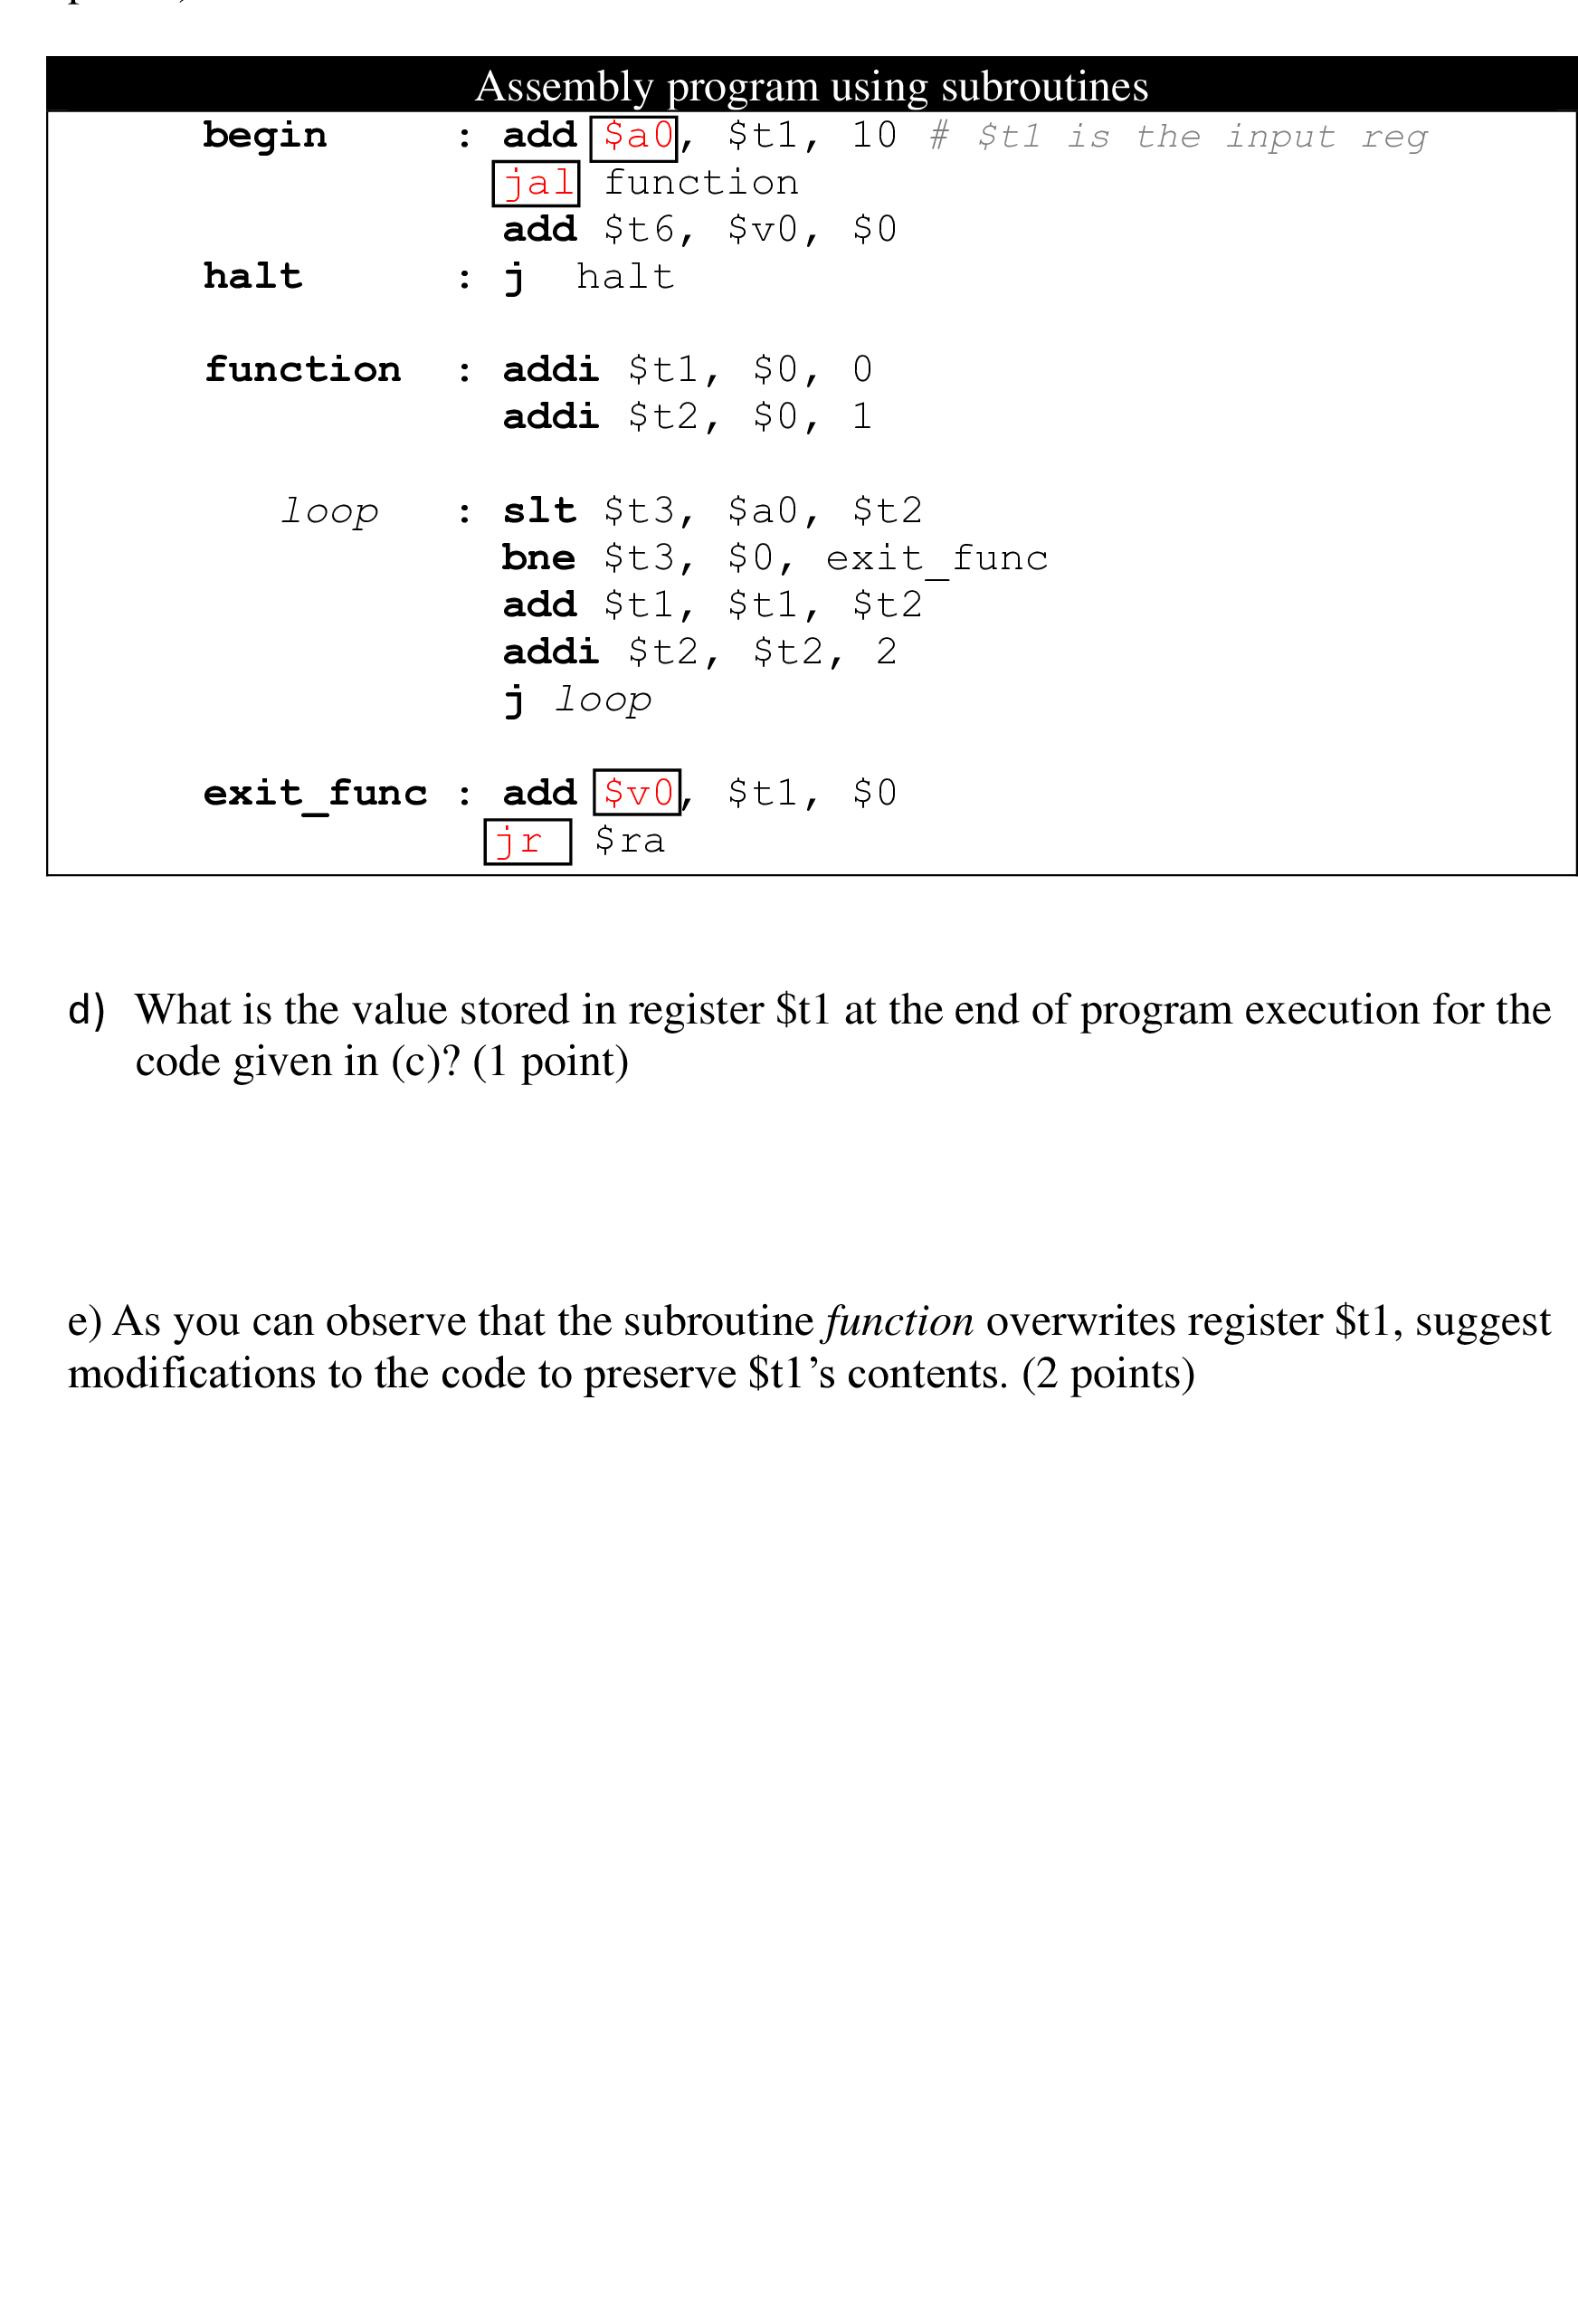 Assembly program using subroutines
begin : add $a0, $t1, 10 # $t1 is the input reg
jal function
add $t6, $v0, $0
halt : j halt
function : addi $t1, $0, 0
addi $t2, $0, 1
loop : slt $t3, $a0, $t2
bne $t3, $0, exit_func
add $t1, $t1, $t2
addi $t2, $t2, 2
j loop
exit_func : add $v0, $t1, $0
jr $ra
d) What is the value stored in register $t1 at the end of program execution for the
code given in (c)? (1 point)
e) As you can observe that the subroutine function overwrites register $t1, suggest
modifications to the code to preserve $t1’s contents. (2 points)